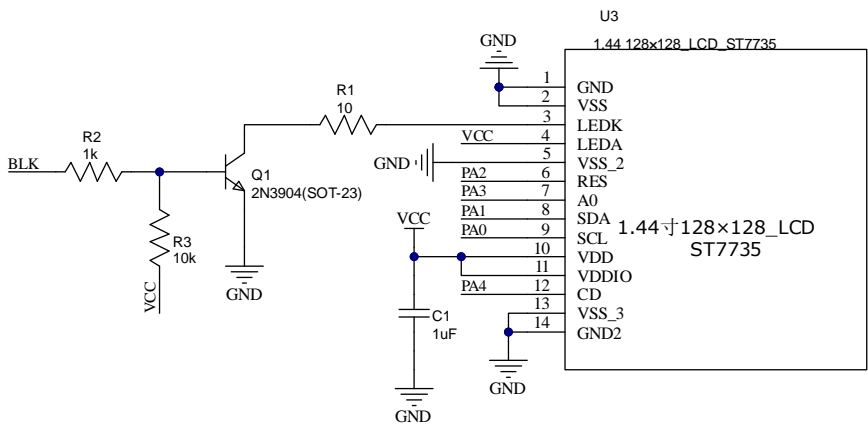 U3
1.44 128x128_LCD_ST7735
GND
1 GND
2 VSS
R1
10
3 LEDK
VCC 4 LEDA
R2
1k
BLK
GND 5 VSS_2
Q1
2N3904(SOT-23)
PA2 6 RES
PA3 7 A0
PA1 8 SDA
PA0 9 SCL
1.44寸128×128_LCD
ST7735
VCC
R3
10k
VCC
GND
10 VDD
11 VDDIO
PA4 12 CD
13 VSS_3
14 GND2
C1
1uF
GND
GND